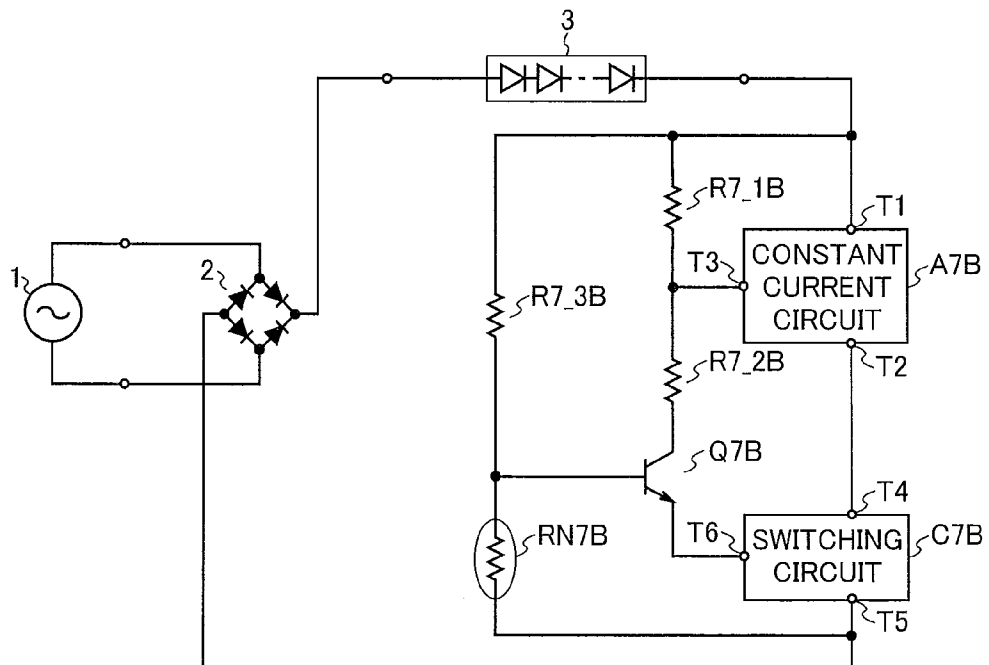 3
R7_1B
T1
1
2
T3
CONSTANT
CURRENT
CIRCUIT
A7B
R7_3B
R7_2B
T2
Q7B
T4
RN7B
T6
SWITCHING
CIRCUIT
C7B
T5